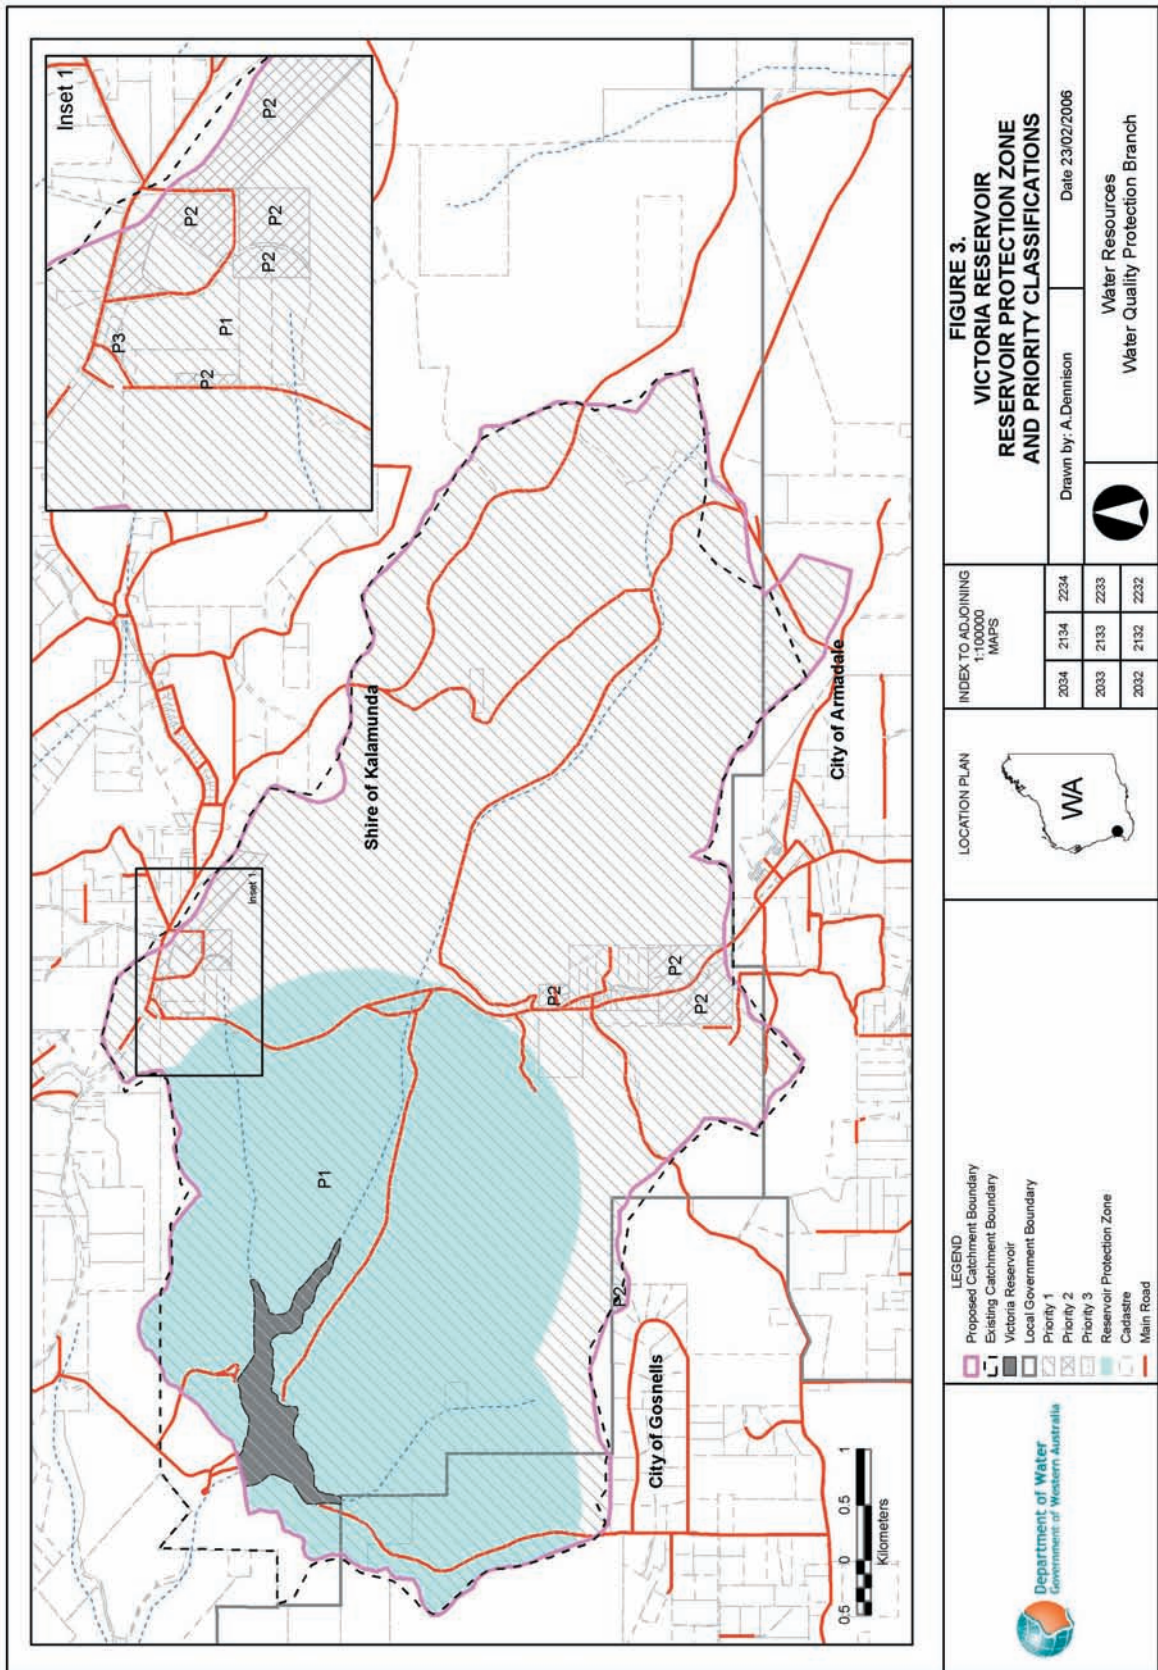 Inset 1
P2
P2
P2
P2
P3
P1
P2
Shire of Kalamunda
Inset 1
P1
P2
P2
P2
P2
City of Armadale
City of Gosnells
0.5
0
0.5
1
Kilometers
Department of Water
Government of Western Australia
LEGEND
Proposed Catchment Boundary
Existing Catchment Boundary
Victoria Reservoir
Local Government Boundary
Priority 1
Priority 2
Priority 3
Reservoir Protection Zone
Cadastre
Main Road
LOCATION PLAN
WA
INDEX TO ADJOINING
1:100000
MAPS
2034 2134 2234
2033 2133 2233
2032 2132 2232
FIGURE 3.
VICTORIA RESERVOIR
RESERVOIR PROTECTION ZONE
AND PRIORITY CLASSIFICATIONS
Drawn by: A.Dennison
Date 23/02/2006
Water Resources
Water Quality Protection Branch